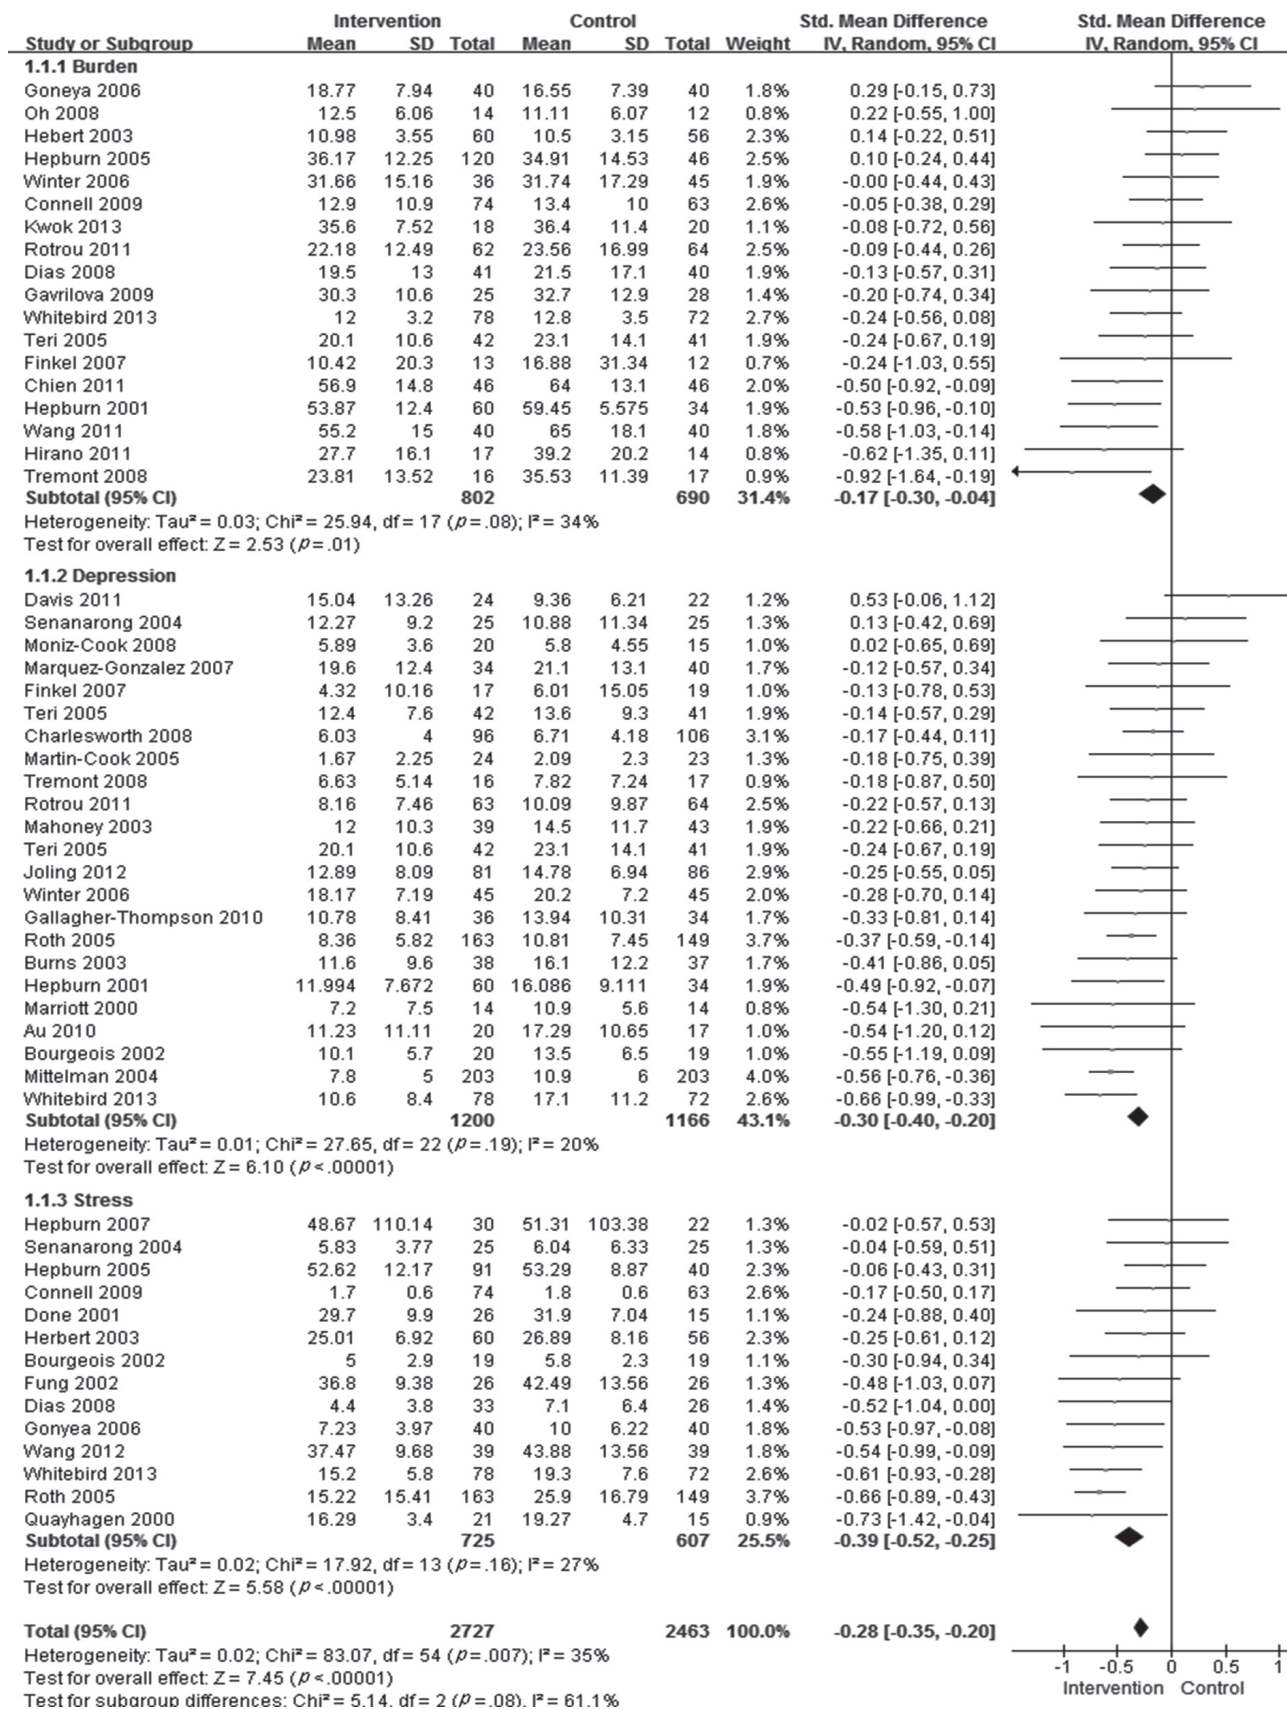 Intervention Control Std. Mean Difference Std. Mean Difference
Study or Subgroup Mean SD Total Mean SD Total Weight IV, Random, 95% CI IV, Random, 95% CI
1.1.1 Burden
Goneya 2006 18.77 7.94 40 16.55 7.39 40 1.8% 0.29 [-0.15, 0.73]
Oh 2008 12.5 6.06 14 11.11 6.07 12 0.8% 0.22 [-0.55, 1.00]
Hebert 2003 10.98 3.55 60 10.5 3.15 56 2.3% 0.14 [-0.22, 0.51]
Hepburn 2005 36.17 12.25 120 34.91 14.53 46 2.5% 0.10 [-0.24, 0.44]
Winter 2006 31.66 15.16 36 31.74 17.29 45 1.9% -0.00 [-0.44, 0.43]
Connell 2009 12.9 10.9 74 13.4 10 63 2.6% -0.05 [-0.38, 0.29]
Kwok 2013 35.6 7.52 18 36.4 11.4 20 1.2% -0.08 [-0.72, 0.56]
Rotrou 2011 22.18 12.49 62 23.56 16.99 64 2.5% -0.09 [-0.44, 0.26]
Dias 2008 19.5 13 41 21.5 17.1 40 1.9% -0.13 [-0.57, 0.31]
Gavrilova 2009 30.3 10.6 25 32.7 12.9 28 1.4% -0.20 [-0.74, 0.34]
Whitebird 2013 12 3.2 78 12.8 3.5 72 2.7% -0.24 [-0.56, 0.08]
Teri 2005 20.1 10.6 42 23.1 14.1 41 1.9% -0.24 [-0.67, 0.19]
Finkel 2007 10.42 20.3 13 16.88 31.34 12 0.7% -0.24 [-1.03, 0.55]
Chien 2011 56.9 14.8 46 64 13.1 46 2.0% -0.50 [-0.92, -0.09]
Hepburn 2001 53.87 12.4 60 59.45 5.575 34 1.9% -0.53 [-0.96, -0.10]
Wang 2011 55.2 15 40 65 18.1 40 1.8% -0.58 [-1.03, -0.14]
Hirano 2011 27.7 16.1 17 39.2 20.2 14 0.8% -0.62 [-1.35, 0.11]
Tremont 2008 23.81 13.52 16 35.53 11.39 17 0.9% -0.92 [-1.64, -0.19]
Subtotal (95% CI) 802 690 31.4% -0.17 [-0.30, -0.04]
Heterogeneity: Tau² = 0.03; Chi² = 25.94, df = 17 (p = .08); I² = 34%
Test for overall effect: Z = 2.53 (p = .01)
1.1.2 Depression
Davis 2011 15.04 13.26 24 9.36 6.21 22 1.2% 0.53 [-0.06, 1.12]
Senanarong 2004 12.27 9.2 25 10.88 11.34 25 1.3% 0.13 [-0.42, 0.69]
Moniz-Cook 2008 5.89 3.6 20 5.8 4.55 15 1.0% 0.02 [-0.65, 0.69]
Marquez-Gonzalez 2007 19.6 12.4 34 21.1 13.1 40 1.7% -0.12 [-0.57, 0.34]
Finkel 2007 4.32 10.16 17 6.01 15.05 19 1.0% -0.13 [-0.78, 0.53]
Teri 2005 12.4 7.6 42 13.6 9.3 41 1.9% -0.14 [-0.57, 0.29]
Charlesworth 2008 6.03 4 96 6.71 4.18 106 3.1% -0.17 [-0.44, 0.11]
Martin-Cook 2005 1.67 2.25 24 2.09 2.3 23 1.3% -0.18 [-0.75, 0.39]
Tremont 2008 6.63 5.14 16 7.82 7.24 17 0.9% -0.18 [-0.87, 0.50]
Rotrou 2011 8.16 7.46 63 10.09 9.87 64 2.5% -0.22 [-0.57, 0.13]
Mahoney 2003 12 10.3 39 14.5 11.7 43 1.9% -0.22 [-0.66, 0.21]
Teri 2005 20.1 10.6 42 23.1 14.1 41 1.9% -0.24 [-0.67, 0.19]
Joling 2012 12.89 8.09 81 14.78 6.94 86 2.9% -0.25 [-0.55, 0.05]
Winter 2006 18.17 7.19 45 20.2 7.2 45 2.0% -0.28 [-0.70, 0.14]
Gallagher-Thompson 2010 10.78 8.41 36 13.94 10.31 34 1.7% -0.33 [-0.81, 0.14]
Roth 2005 8.36 5.82 163 10.81 7.45 149 3.7% -0.37 [-0.59, -0.14]
Burns 2003 11.6 9.6 38 16.1 12.2 37 1.7% -0.41 [-0.86, 0.05]
Hepburn 2001 11.994 7.672 60 16.086 9.111 34 1.9% -0.49 [-0.92, -0.07]
Marriott 2000 7.2 7.5 14 10.9 5.6 14 0.8% -0.54 [-1.30, 0.21]
Au 2010 11.23 11.11 20 17.29 10.65 17 1.0% -0.54 [-1.20, 0.12]
Bourgeois 2002 10.1 5.7 20 13.5 6.5 19 1.0% -0.55 [-1.19, 0.09]
Mittelman 2004 7.8 5 203 10.9 6 203 4.0% -0.56 [-0.76, -0.36]
Whitebird 2013 10.6 8.4 78 17.1 11.2 72 2.6% -0.66 [-0.99, -0.33]
Subtotal (95% CI) 1200 1166 43.1% -0.30 [-0.40, -0.20]
Heterogeneity: Tau² = 0.01; Chi² = 27.65, df = 22 (p = .19); I² = 20%
Test for overall effect: Z = 6.10 (p < .00001)
1.1.3 Stress
Hepburn 2007 48.67 110.14 30 51.31 103.38 22 1.3% -0.02 [-0.57, 0.53]
Senanarong 2004 5.83 3.77 25 6.04 6.33 25 1.3% -0.04 [-0.59, 0.51]
Hepburn 2005 52.62 12.17 91 53.29 8.87 40 2.3% -0.06 [-0.43, 0.31]
Connell 2009 1.7 0.6 74 1.8 0.6 63 2.6% -0.17 [-0.50, 0.17]
Done 2001 29.7 9.9 26 31.9 7.04 15 1.1% -0.24 [-0.88, 0.40]
Herbert 2003 25.01 6.92 60 26.89 8.16 56 2.3% -0.25 [-0.61, 0.12]
Bourgeois 2002 5 2.9 19 5.8 2.3 19 1.1% -0.30 [-0.94, 0.34]
Fung 2002 36.8 9.38 26 42.49 13.56 26 1.3% -0.48 [-1.03, 0.07]
Dias 2008 4.4 3.8 33 7.1 6.4 26 1.4% -0.52 [-1.04, 0.00]
Gonyea 2006 7.23 3.97 40 10 6.22 40 1.8% -0.53 [-0.97, -0.08]
Wang 2012 37.47 9.68 39 43.88 13.56 39 1.8% -0.54 [-0.99, -0.09]
Whitebird 2013 15.2 5.8 78 19.3 7.6 72 2.6% -0.61 [-0.93, -0.28]
Roth 2005 15.22 15.41 163 25.9 16.79 149 3.7% -0.66 [-0.89, -0.43]
Quayhagen 2000 16.29 3.4 21 19.27 4.7 15 0.9% -0.73 [-1.42, -0.04]
Subtotal (95% CI) 725 607 25.5% -0.39 [-0.52, -0.25]
Heterogeneity: Tau² = 0.02; Chi² = 17.92, df = 13 (p = .16); I² = 27%
Test for overall effect: Z = 5.58 (p < .00001)
Total (95% CI) 2727 2463 100.0% -0.28 [-0.35, -0.20]
Heterogeneity: Tau² = 0.02; Chi² = 83.07, df = 54 (p = .007); I² = 35%
Test for overall effect: Z = 7.45 (p < .00001)
Test for subgroup differences: Chi² = 5.14, df = 2 (p = .08), I² = 61.1%
-1 -0.5 0 0.5 1
Intervention Control